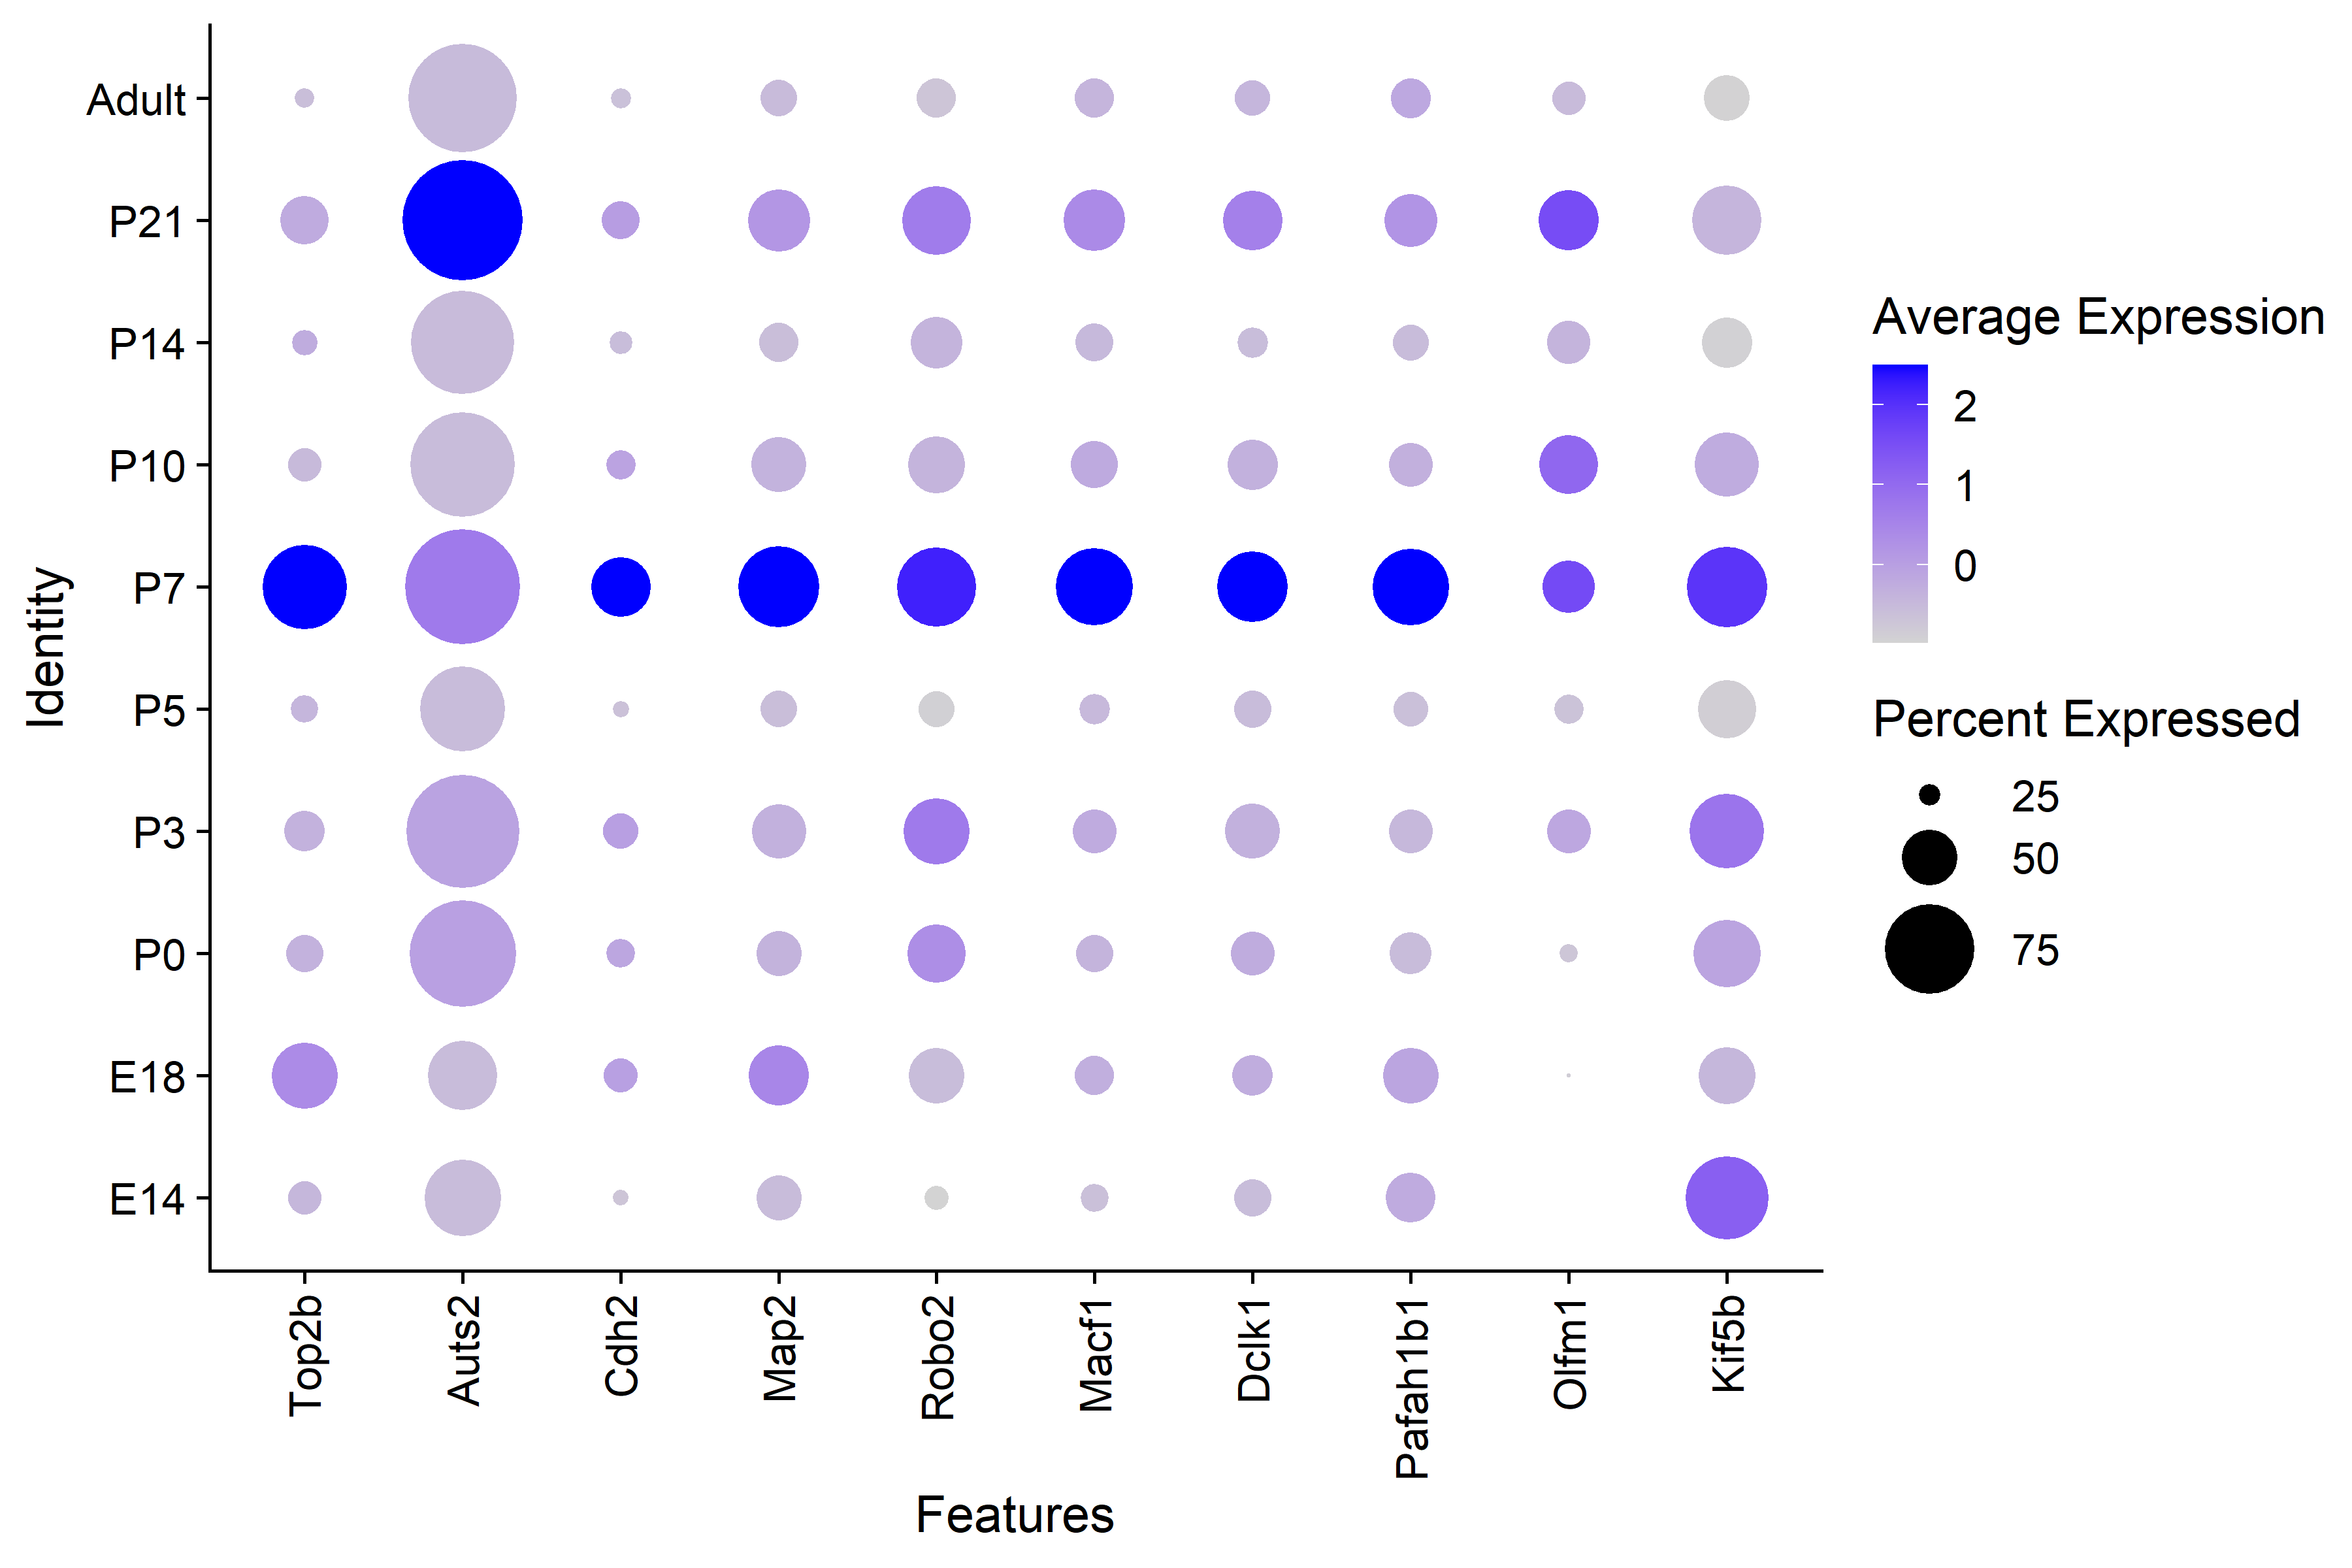 Adult
P21
P14
P10
P7
P5
P3
P0
E18
E14
Identity
Top2b
Auts2
Cdh2
Map2
Robo2
Macf1
Dclk1
Pafah1b1
Olfm1
Kif5b
Features
Average Expression
2
1
0
Percent Expressed
25
50
75